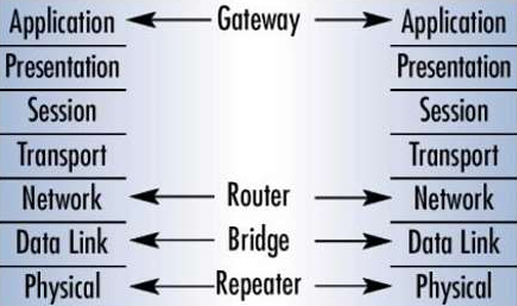 Application Gateway Application
Presentation Presentation
Session Session
Transport Transport
Network Router Network
Data Link Bridge Data Link
Physical Repeater Physical